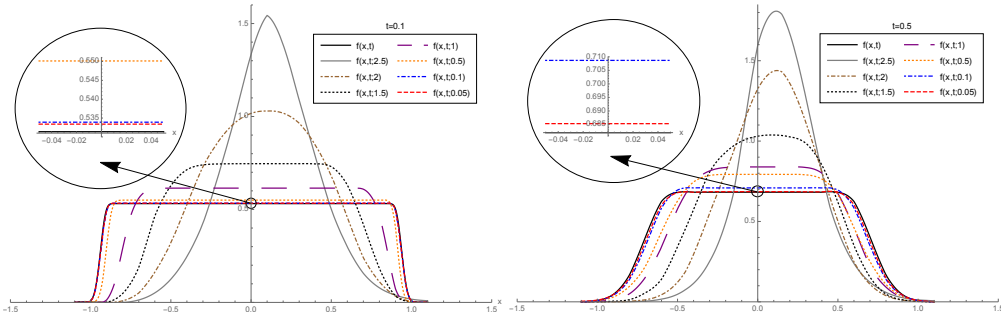 t=0.1
f(x,t)
f(x,t;1)
f(x,t;2.5)
f(x,t;0.5)
f(x,t;2)
f(x,t;0.1)
f(x,t;1.5)
f(x,t;0.05)
1.5
1.0
0.5
0.550
0.545
0.540
0.535
-0.04 -0.02 0.02 0.04
x
-1.5 -1.0 -0.5 0.0 0.5 1.0 1.5
x
t=0.5
f(x,t)
f(x,t;1)
f(x,t;2.5)
f(x,t;0.5)
f(x,t;2)
f(x,t;0.1)
f(x,t;1.5)
f(x,t;0.05)
1.5
0.5
0.710
0.705
0.700
0.695
0.690
0.685
-0.04 -0.02 0.02 0.04
x
-1.5 -1.0 -0.5 0.0 0.5 1.0 1.5